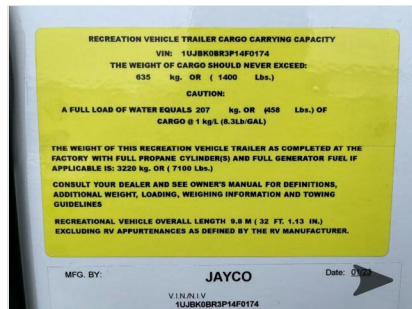 RECREATION VEHICLE TRAILER CARGO CARRYING CAPACITY
VIN: 1UJBK0BR3P14F0174
THE WEIGHT OF CARGO SHOULD NEVER EXCEED:
635 kg. OR ( 1400 Lbs.)
CAUTION:
A FULL LOAD OF WATER EQUALS 207 kg. OR (458 Lbs.) OF
CARGO @ 1 kg/L (8.3Lb/GAL)
THE WEIGHT OF THIS RECREATION VEHICLE TRAILER AS COMPLETED AT THE
FACTORY WITH FULL PROPANE CYLINDER(S) AND FULL GENERATOR FUEL IF
APPLICABLE IS: 3220 kg. OR ( 7100 Lbs.)
CONSULT YOUR DEALER AND SEE OWNER'S MANUAL FOR DEFINITIONS,
ADDITIONAL WEIGHT, LOADING, WEIGHING INFORMATION AND TOWING
GUIDELINES
RECREATIONAL VEHICLE OVERALL LENGTH 9.8 M ( 32 FT. 1.13 IN.)
EXCLUDING RV APPURTENANCES AS DEFINED BY THE RV MANUFACTURER.
MFG. BY: JAYCO Date: 01/23
V.I.N./N.I.V
1UJBK0BR3P14F0174